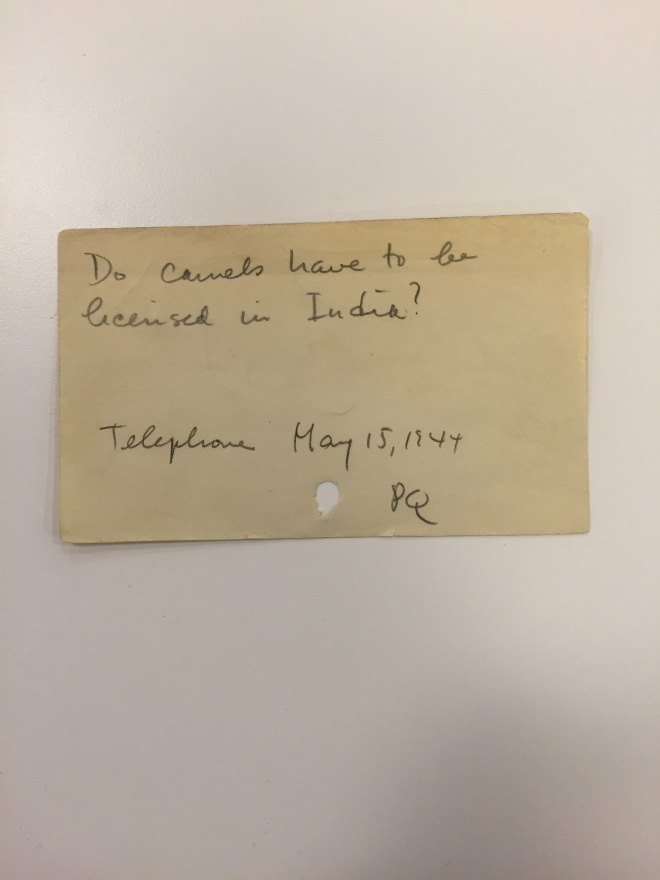 Do camels have to be
licensed in India?
Telephone May 15, 1944
PQ